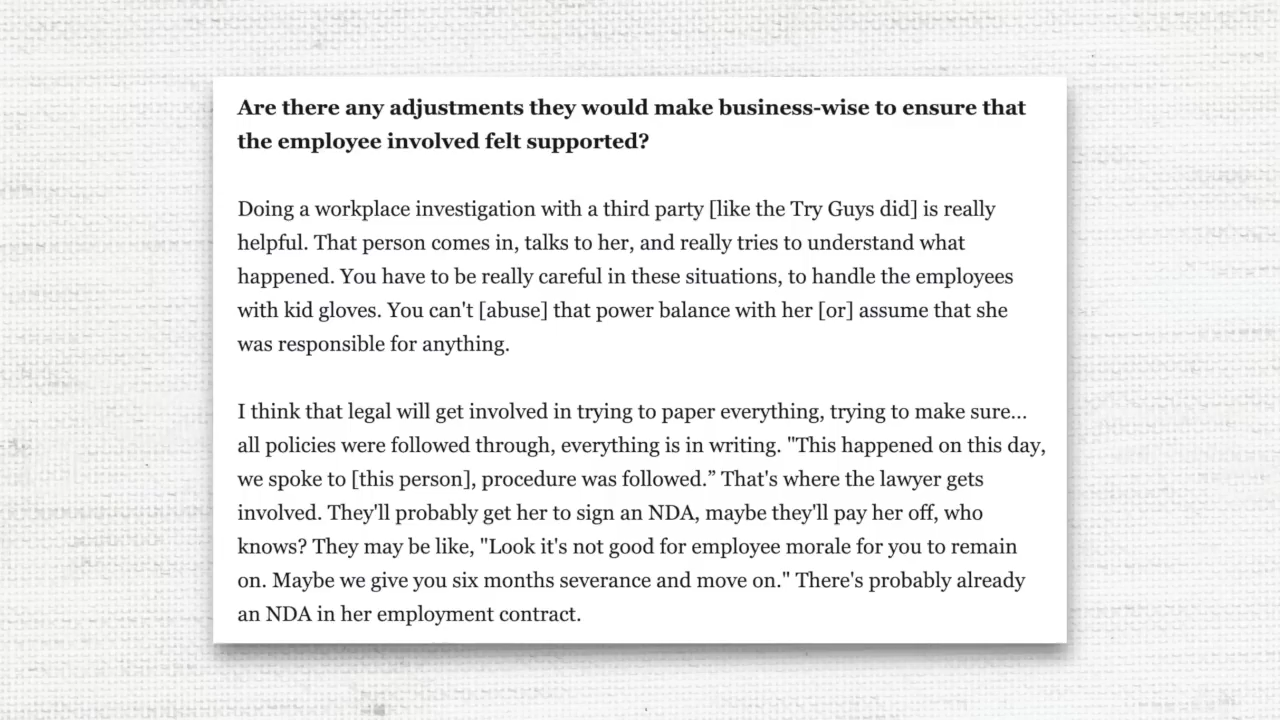 Are there any adjustments they would make business-wise to ensure that
the employee involved felt supported?
Doing a workplace investigation with a third party [like the Try Guys did] is really
helpful. That person comes in, talks to her, and really tries to understand what
happened. You have to be really careful in these situations, to handle the employees
with kid gloves. You can't [abuse] that power balance with her [or] assume that she
was responsible for anything.
I think that legal will get involved in trying to paper everything, trying to make sure...
all policies were followed through, everything is in writing. "This happened on this day,
we spoke to [this person], procedure was followed.” That's where the lawyer gets
involved. They'll probably get her to sign an NDA, maybe they'll pay her off, who
knows? They may be like, "Look it's not good for employee morale for you to remain
on. Maybe we give you six months severance and move on." There's probably already
an NDA in her employment contract.